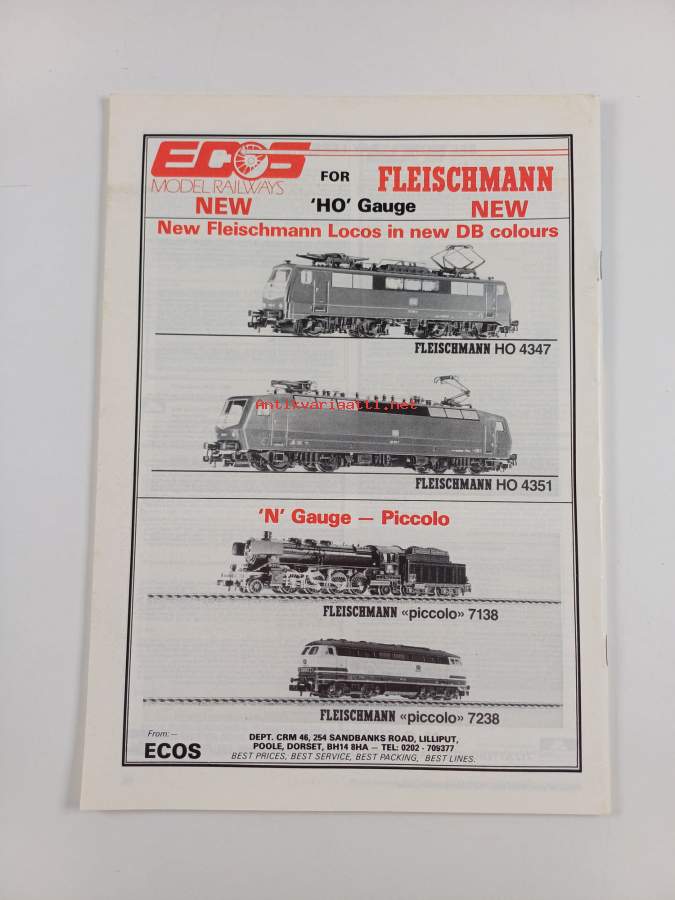 ECOS
MODEL RAILWAYS
FOR FLEISCHMANN
NEW 'HO' Gauge NEW
New Fleischmann Locos in new DB colours
FLEISCHMANN HO 4347
Antikvariaatti.net
FLEISCHMANN HO 4351
'N' Gauge — Piccolo
FLEISCHMANN «piccolo» 7138
FLEISCHMANN «piccolo» 7238
From:—
ECOS
DEPT. CRM 46, 254 SANDBANKS ROAD, LILLIPUT,
POOLE, DORSET, BH14 8HA — TEL: 0202 - 709377
BEST PRICES, BEST SERVICE, BEST PACKING, BEST LINES.